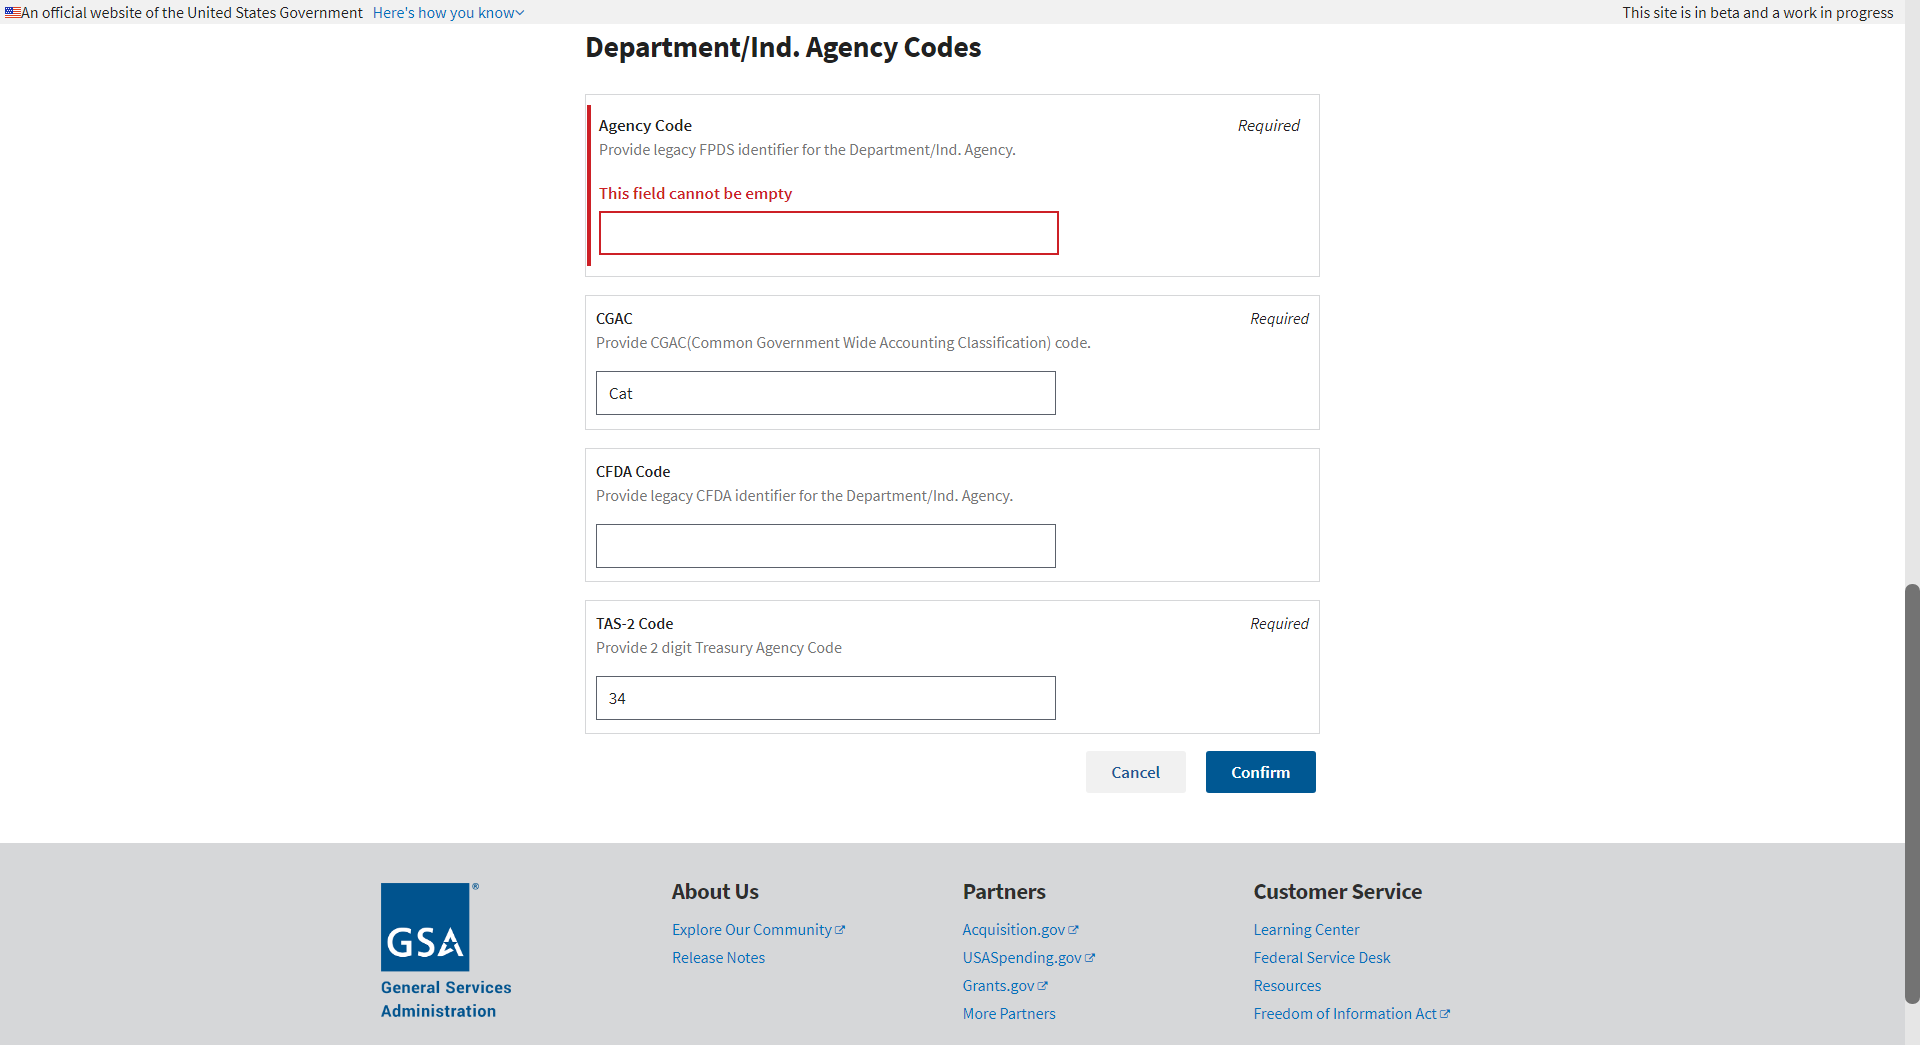 An official website of the United States Government Here's how you know
This site is in beta and a work in progress
Department/Ind. Agency Codes
Agency Code
Required
Provide legacy FPDS identifier for the Department/Ind. Agency.
This field cannot be empty
CGAC
Required
Provide CGAC(Common Government Wide Accounting Classification) code.
Cat
CFDA Code
Provide legacy CFDA identifier for the Department/Ind. Agency.
TAS-2 Code
Required
Provide 2 digit Treasury Agency Code
34
Cancel
Confirm
GSA®
General Services
Administration
About Us
Explore Our Community
Release Notes
Partners
Acquisition.gov
USASpending.gov
Grants.gov
More Partners
Customer Service
Learning Center
Federal Service Desk
Resources
Freedom of Information Act